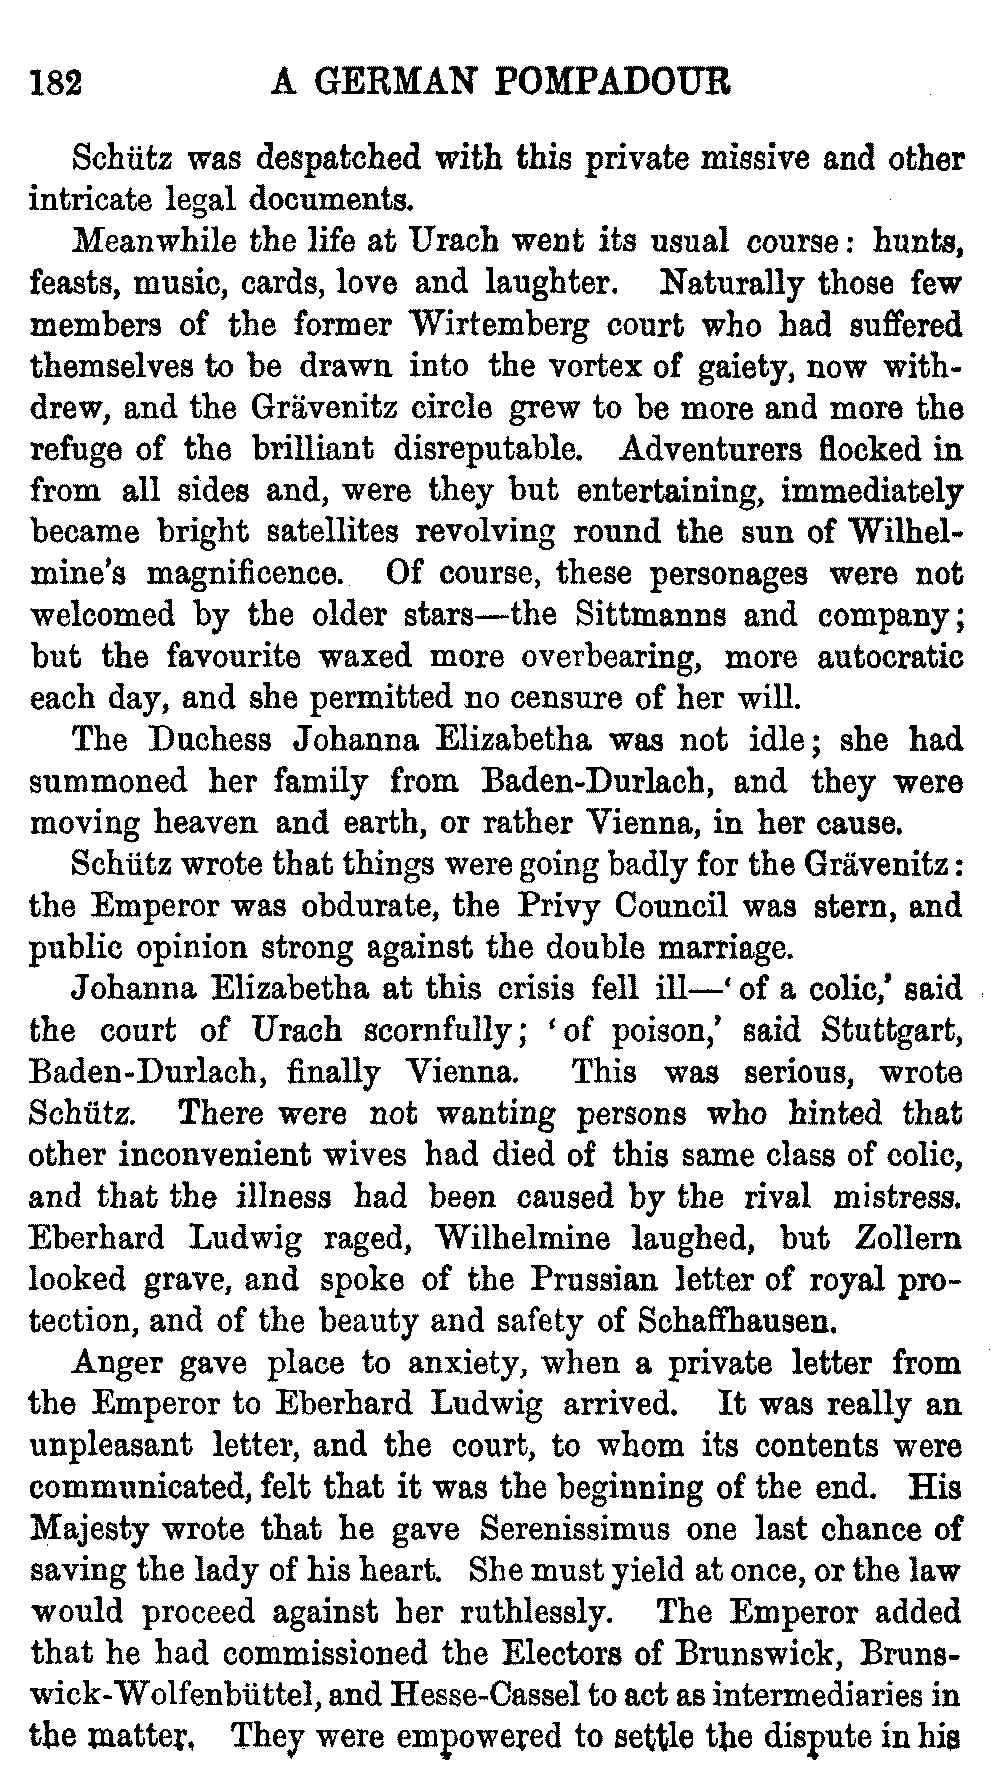 182 A GERMAN POMPADOUR
Schütz was despatched with this private missive and other
intricate legal documents.
Meanwhile the life at Urach went its usual course: hunts,
feasts, music, cards, love and laughter. Naturally those few
members of the former Wirtemberg court who had suffered
themselves to be drawn into the vortex of gaiety, now with-
drew, and the Grävenitz circle grew to be more and more the
refuge of the brilliant disreputable. Adventurers flocked in
from all sides and, were they but entertaining, immediately
became bright satellites revolving round the sun of Wilhel-
mine's magnificence. Of course, these personages were not
welcomed by the older stars—the Sittmanns and company;
but the favourite waxed more overbearing, more autocratic
each day, and she permitted no censure of her will.
The Duchess Johanna Elizabetha was not idle; she had
summoned her family from Baden-Durlach, and they were
moving heaven and earth, or rather Vienna, in her cause.
Schütz wrote that things were going badly for the Grävenitz:
the Emperor was obdurate, the Privy Council was stern, and
public opinion strong against the double marriage.
Johanna Elizabetha at this crisis fell ill—'of a colic,' said
the court of Urach scornfully; 'of poison,' said Stuttgart,
Baden-Durlach, finally Vienna. This was serious, wrote
Schütz. There were not wanting persons who hinted that
other inconvenient wives had died of this same class of colic,
and that the illness had been caused by the rival mistress.
Eberhard Ludwig raged, Wilhelmine laughed, but Zollern
looked grave, and spoke of the Prussian letter of royal pro-
tection, and of the beauty and safety of Schaffhausen.
Anger gave place to anxiety, when a private letter from
the Emperor to Eberhard Ludwig arrived. It was really an
unpleasant letter, and the court, to whom its contents were
communicated, felt that it was the beginning of the end. His
Majesty wrote that he gave Serenissimus one last chance of
saving the lady of his heart. She must yield at once, or the law
would proceed against her ruthlessly. The Emperor added
that he had commissioned the Electors of Brunswick, Bruns-
wick-Wolfenbüttel, and Hesse-Cassel to act as intermediaries in
the matter. They were empowered to settle the dispute in his